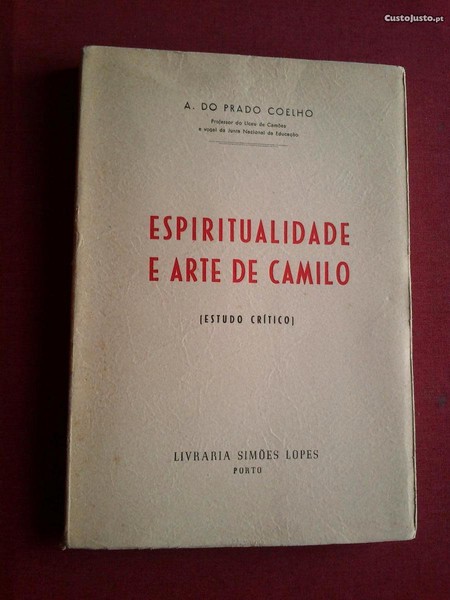 CustoJusto.pt
A. DO PRADO COELHO
Professor do Liceu de Camões
e vogal da Junta Nacional de Educação
ESPIRITUALIDADE
E ARTE DE CAMILO
(ESTUDO CRÍTICO)
LIVRARIA SIMÕES LOPES
PORTO